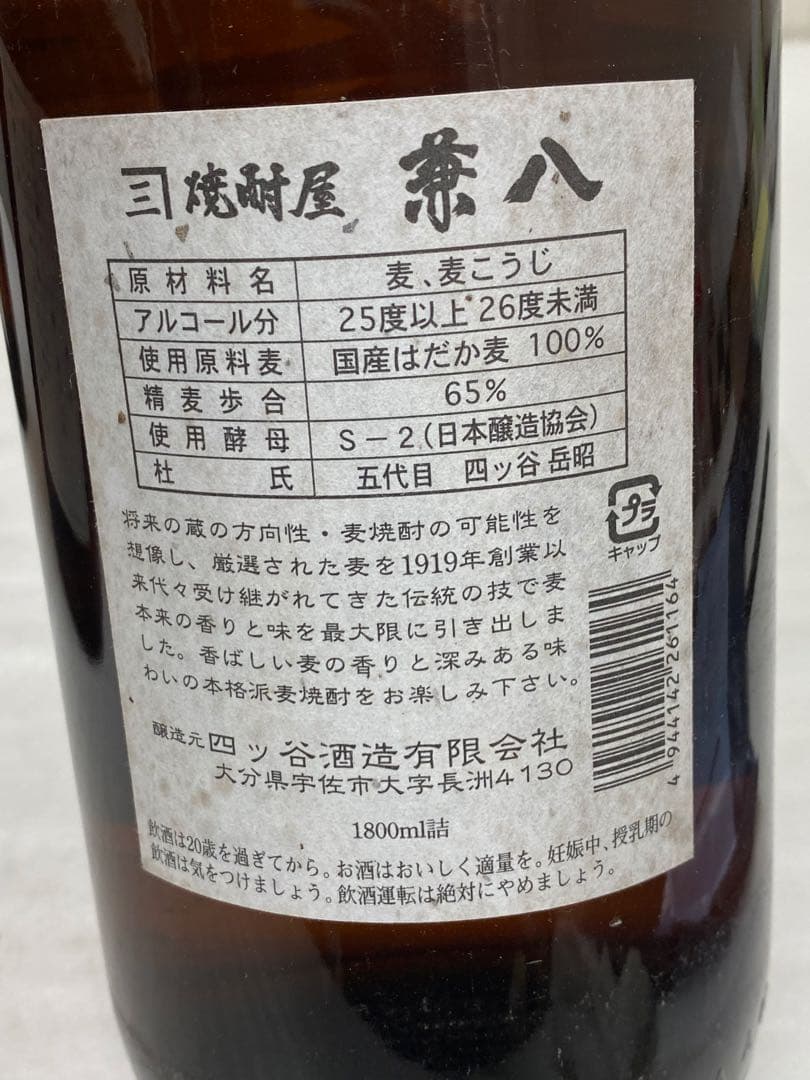 焼酎屋 兼八
原材料名 麦、麦こうじ
アルコール分 25度以上 26度未満
使用原料麦 国産はだか麦 100%
精麦歩合 65%
使用酵母 S-2(日本醸造協会)
杜氏 五代目 四ッ谷 岳昭
将来の蔵の方向性・麦焼酎の可能性を
想像し、厳選された麦を1919年創業以
来代々受け継がれてきた伝統の技で麦
本来の香りと味を最大限に引き出しま
した。香ばしい麦の香りと深みある味
わいの本格派麦焼酎をお楽しみ下さい。
プラ
キャップ
4944142261164
醸造元 四ッ谷酒造有限会社
大分県宇佐市大字長洲4130
1800ml詰
飲酒は20歳を過ぎてから。お酒はおいしく適量を。妊娠中、授乳期の
飲酒は気をつけましょう。飲酒運転は絶対にやめましょう。